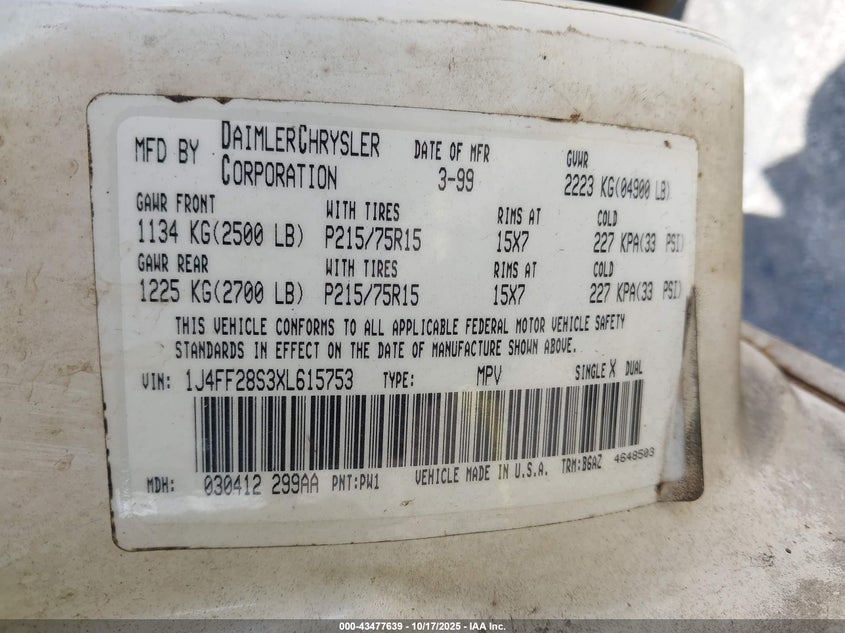 MFD BY DAIMLERCHRYSLER CORPORATION DATE OF MFR 3-99 GVWR 2223 KG(04900 LB)
GAWR FRONT WITH TIRES RIMS AT COLD
1134 KG(2500 LB) P215/75R15 15X7 227 KPA(33 PSI)
GAWR REAR WITH TIRES RIMS AT COLD
1225 KG(2700 LB) P215/75R15 15X7 227 KPA(33 PSI)
THIS VEHICLE CONFORMS TO ALL APPLICABLE FEDERAL MOTOR VEHICLE SAFETY
STANDARDS IN EFFECT ON THE DATE OF MANUFACTURE SHOWN ABOVE.
VIN: 1J4FF28S3XL615753 TYPE: MPV SINGLE X DUAL
MDH: 030412 299AA PNT:PW1 VEHICLE MADE IN U.S.A. TRM:B6AZ 4648503
000-43477639 - 10/17/2025 - IAA Inc.